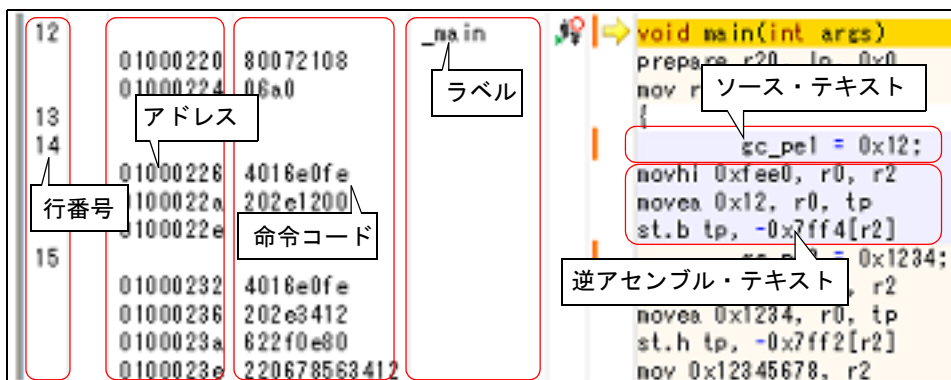 12 _main void main(int args)
01000220 80072108 prepare r20, lp, 0x0
01000224 06a0 mov r
13 {
14 gc_pe1 = 0x12;
01000226 4016e0fe movhi 0xfee0, r0, r2
0100022a 202e1200 movea 0x12, r0, tp
0100022e st.b tp, -0x7ff4[r2]
15 = 0x1234;
01000232 4016e0fe r2
01000236 202e3412 movea 0x1234, r0, tp
0100023a 622f0e80 st.h tp, -0x7ff2[r2]
0100023e 220678563412 mov 0x12345678, r2
ラベル
ソース・テキスト
アドレス
行番号
命令コード
逆アセンブル・テキスト